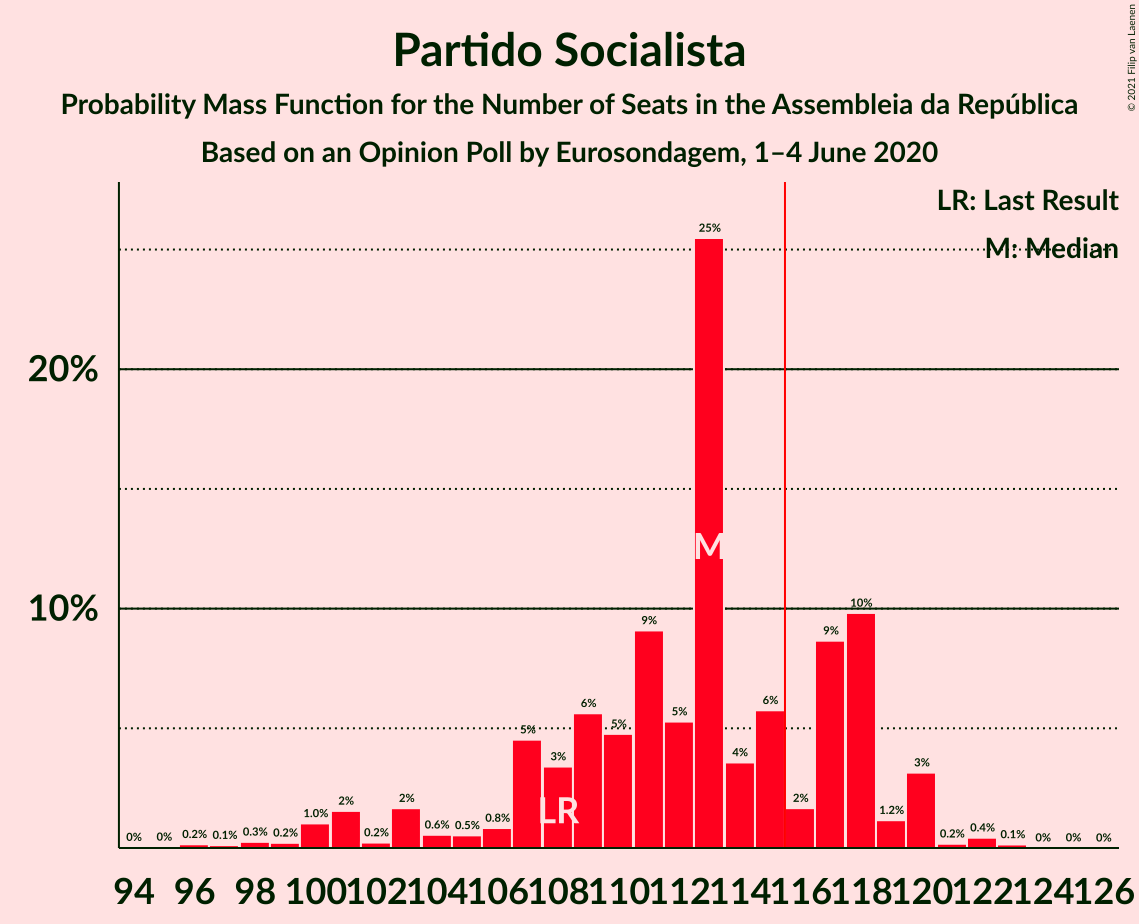 Partido Socialista
Probability Mass Function for the Number of Seats in the Assembleia da República
Based on an Opinion Poll by Eurosondagem, 1–4 June 2020
© 2021 Filip van Laenen
LR: Last Result
M: Median
20%
10%
0% 0% 0.2% 0.1% 0.3% 0.2% 1.0% 2% 0.2% 2% 0.6% 0.5% 0.8% 5% 3% 6% 5% 9% 5% 25% 4% 6% 2% 9% 10% 1.2% 3% 0.2% 0.4% 0.1% 0% 0% 0%
M
LR
94 96 98 100 102 104 106 108 110 112 114 116 118 120 122 124 126